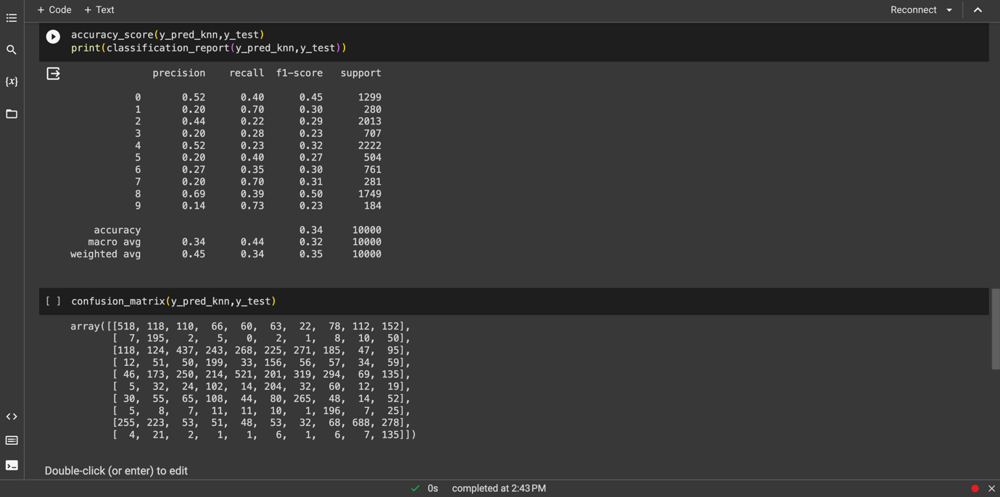 + Code + Text Reconnect
accuracy_score(y_pred_knn,y_test)
print(classification_report(y_pred_knn,y_test))
{x}
precision recall f1-score support
0 0.52 0.40 0.45 1299
1 0.20 0.70 0.30 280
2 0.44 0.22 0.29 2013
3 0.20 0.28 0.23 707
4 0.52 0.23 0.32 2222
5 0.20 0.40 0.27 504
6 0.27 0.35 0.30 761
7 0.20 0.70 0.31 281
8 0.69 0.39 0.50 1749
9 0.14 0.73 0.23 184
accuracy 0.34 10000
macro avg 0.34 0.44 0.32 10000
weighted avg 0.45 0.34 0.35 10000
[ ] confusion_matrix(y_pred_knn,y_test)
array([[518, 118, 110, 66, 60, 63, 22, 78, 112, 152],
[ 7, 195, 2, 5, 0, 2, 1, 8, 10, 50],
[118, 124, 437, 243, 268, 225, 271, 185, 47, 95],
[ 12, 51, 50, 199, 33, 156, 56, 57, 34, 59],
[ 46, 173, 250, 214, 521, 201, 319, 294, 69, 135],
[ 5, 32, 24, 102, 14, 204, 32, 60, 12, 19],
[ 30, 55, 65, 108, 44, 80, 265, 48, 14, 52],
[ 5, 8, 7, 11, 11, 10, 1, 196, 7, 25],
[255, 223, 53, 51, 48, 53, 32, 68, 688, 278],
[ 4, 21, 2, 1, 1, 6, 1, 6, 7, 135]])
Double-click (or enter) to edit
0s completed at 2:43 PM